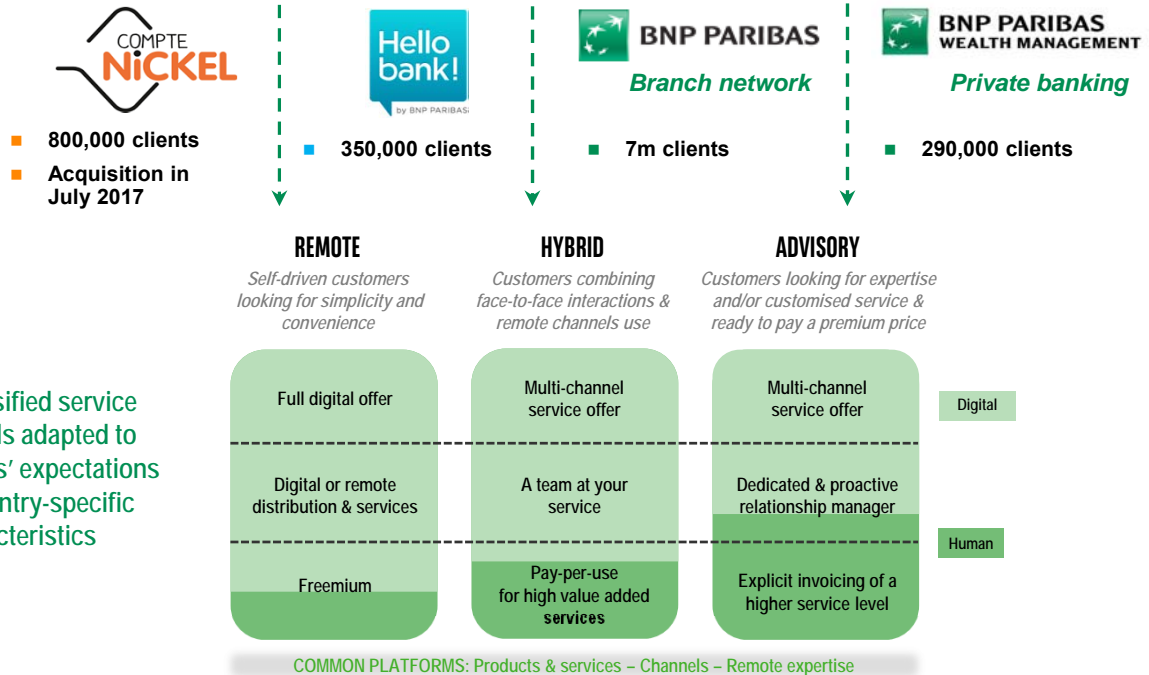 COMPTE
NiCKEL
Hello
bank!
by BNP PARIBAS
BNP PARIBAS
Branch network
BNP PARIBAS
WEALTH MANAGEMENT
Private banking
800,000 clients
Acquisition in
July 2017
350,000 clients
7m clients
290,000 clients
REMOTE
Self-driven customers
looking for simplicity and
convenience
HYBRID
Customers combining
face-to-face interactions &
remote channels use
ADVISORY
Customers looking for expertise
and/or customised service &
ready to pay a premium price
sified service
ls adapted to
s' expectations
ntry-specific
cteristics
Full digital offer
Multi-channel
service offer
Multi-channel
service offer
Digital
Digital or remote
distribution & services
A team at your
service
Dedicated & proactive
relationship manager
Human
Freemium
Pay-per-use
for high value added
services
Explicit invoicing of a
higher service level
COMMON PLATFORMS: Products & services – Channels – Remote expertise